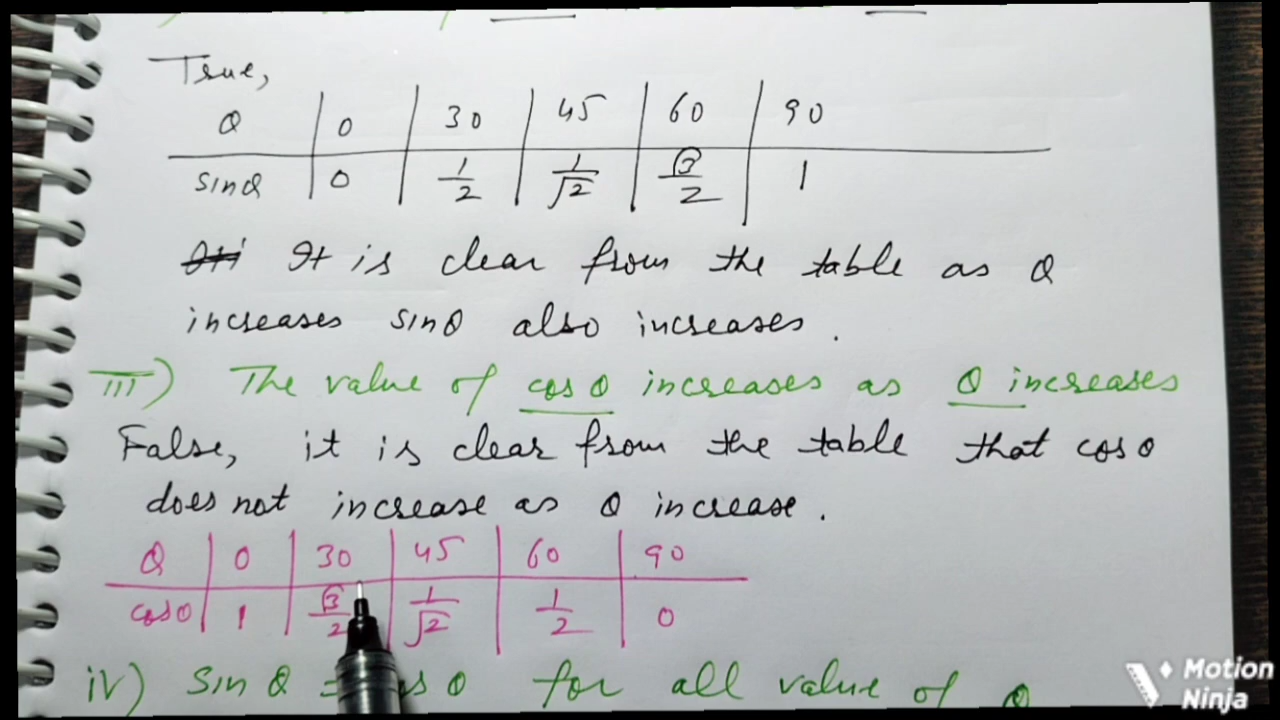 True,
θ | 0 | 30 | 45 | 60 | 90
sinθ | 0 | 1/2 | 1/√2 | √3/2 | 1
It is clear from the table as θ
increases sinθ also increases.
III) The value of cosθ increases as θ increases
False, it is clear from the table that cosθ
does not increase as θ increase.
θ | 0 | 30 | 45 | 60 | 90
cosθ | 1 | √3/2 | 1/√2 | 1/2 | 0
iv) sinθ = θ for all value of θ
Motion
Ninja